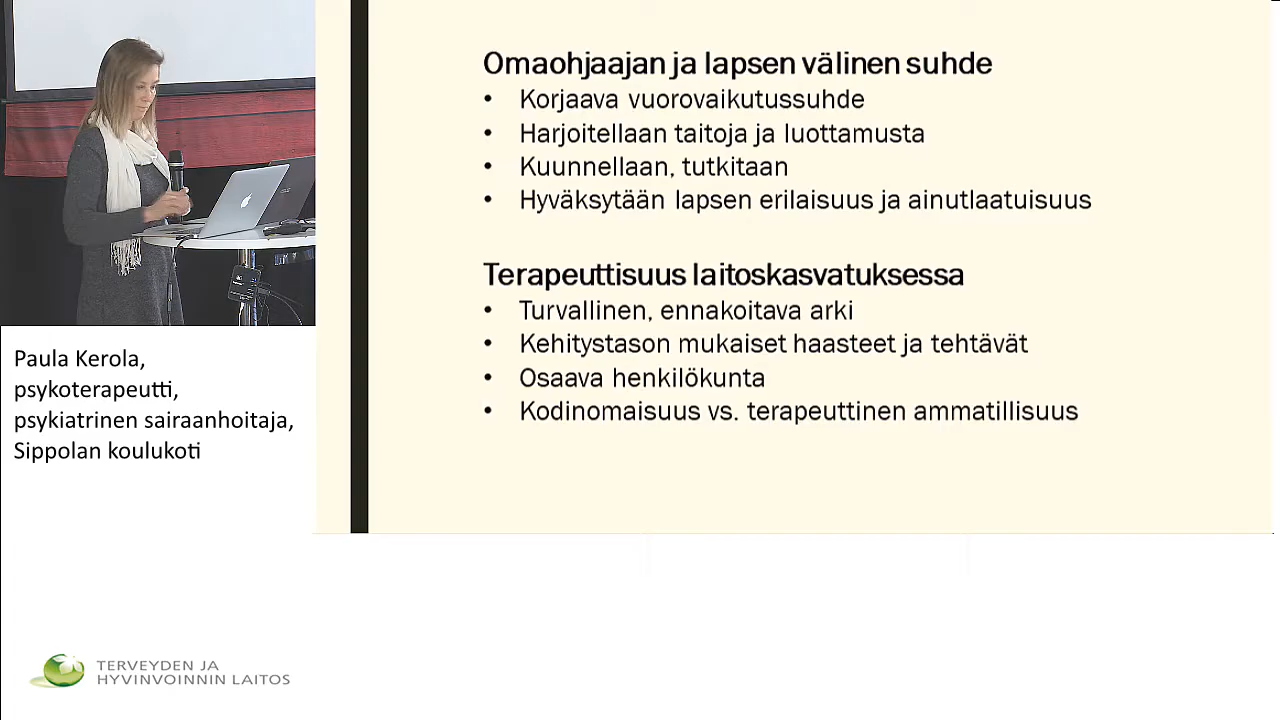 Omaohjaajan ja lapsen välinen suhde
• Korjaava vuorovaikutussuhde
• Harjoitellaan taitoja ja luottamusta
• Kuunnellaan, tutkitaan
• Hyväksytään lapsen erilaisuus ja ainutlaatuisuus
Terapeuttisuus laitoskasvatuksessa
• Turvallinen, ennakoitava arki
• Kehitystason mukaiset haasteet ja tehtävät
• Osaava henkilökunta
• Kodinomaisuus vs. terapeuttinen ammatillisuus
Paula Kerola,
psykoterapeutti,
psykiatrinen sairaanhoitaja,
Sippolan koulukoti
TERVEYDEN JA
HYVINVOINNIN LAITOS